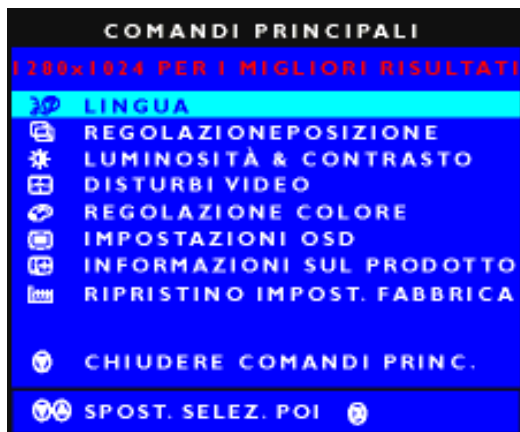 COMANDI PRINCIPALI
1280x1024 PER I MIGLIORI RISULTATI
LINGUA
REGOLAZIONEPOSIZIONE
LUMINOSITÀ & CONTRASTO
DISTURBI VIDEO
REGOLAZIONE COLORE
IMPOSTAZIONI OSD
INFORMAZIONI SUL PRODOTTO
RIPRISTINO IMPOST. FABBRICA
CHIUDERE COMANDI PRINC.
SPOST. SELEZ. POI